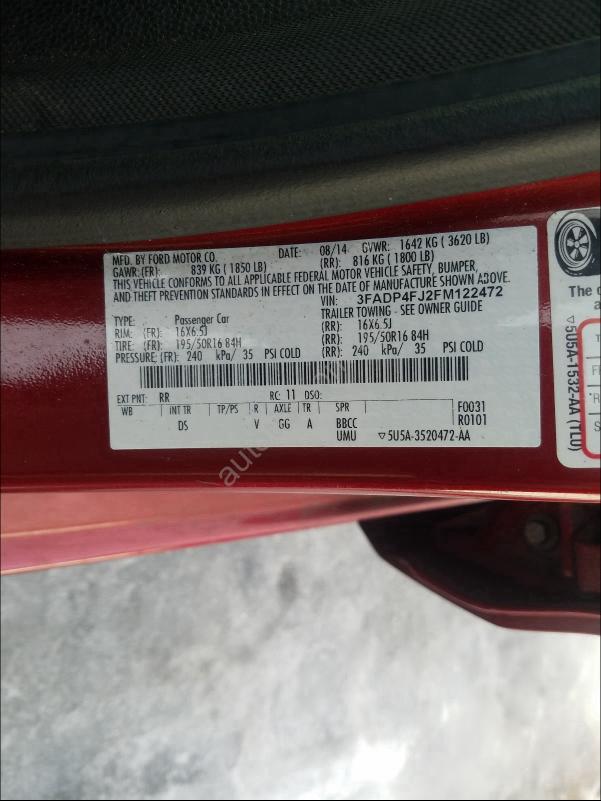 MFD. BY FORD MOTOR CO.
DATE: 08/14 GVWR: 1642 KG ( 3620 LB)
GAWR:(FR): 839 KG ( 1850 LB) (RR): 816 KG ( 1800 LB)
THIS VEHICLE CONFORMS TO ALL APPLICABLE FEDERAL MOTOR VEHICLE SAFETY, BUMPER,
AND THEFT PREVENTION STANDARDS IN EFFECT ON THE DATE OF MANUFACTURE SHOWN ABOVE.
VIN: 3FADP4FJ2FM122472
TYPE: Passenger Car TRAILER TOWING - SEE OWNER GUIDE
RIM: (FR): 16X6.5J (RR): 16X6.5J
TIRE: (FR): 195/50R16 84H (RR): 195/50R16 84H
PRESSURE:(FR): 240 kPa/ 35 PSI COLD (RR): 240 kPa/ 35 PSI COLD
EXT PNT: RR RC: 11 DSO:
WB INT TR TP/PS R AXLE TR SPR F0031
DS V GG A BBCC R0101
UMU ▽5U5A-3520472-AA
The
▽5U5A-1532-AA (TLU)